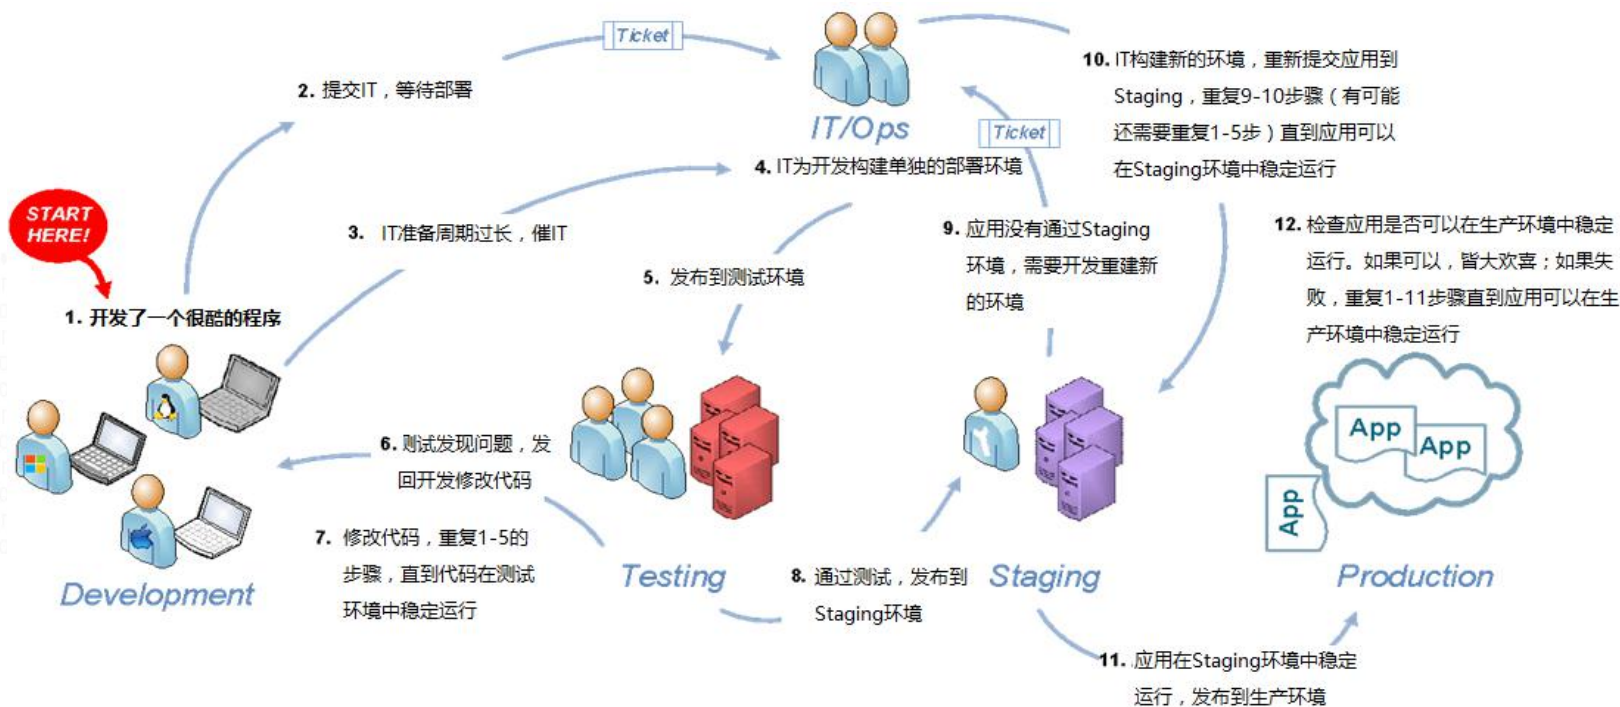 START
HERE!
1. 开发了一个很酷的程序
Development
2. 提交IT，等待部署
Ticket
IT/Ops
3. IT准备周期过长，催IT
4. IT为开发构建单独的部署环境
5. 发布到测试环境
6. 测试发现问题，发
回开发修改代码
7. 修改代码，重复1-5的
步骤，直到代码在测试
环境中稳定运行
Testing
8. 通过测试，发布到
Staging环境
Staging
9. 应用没有通过Staging
环境，需要开发重建新
的环境
Ticket
10. IT构建新的环境，重新提交应用到
Staging，重复9-10步骤（有可能
还需要重复1-5步）直到应用可以
在Staging环境中稳定运行
11. 应用在Staging环境中稳定
运行，发布到生产环境
12. 检查应用是否可以在生产环境中稳定
运行。如果可以，皆大欢喜；如果失
败，重复1-11步骤直到应用可以在生
产环境中稳定运行
App
App
App
Production